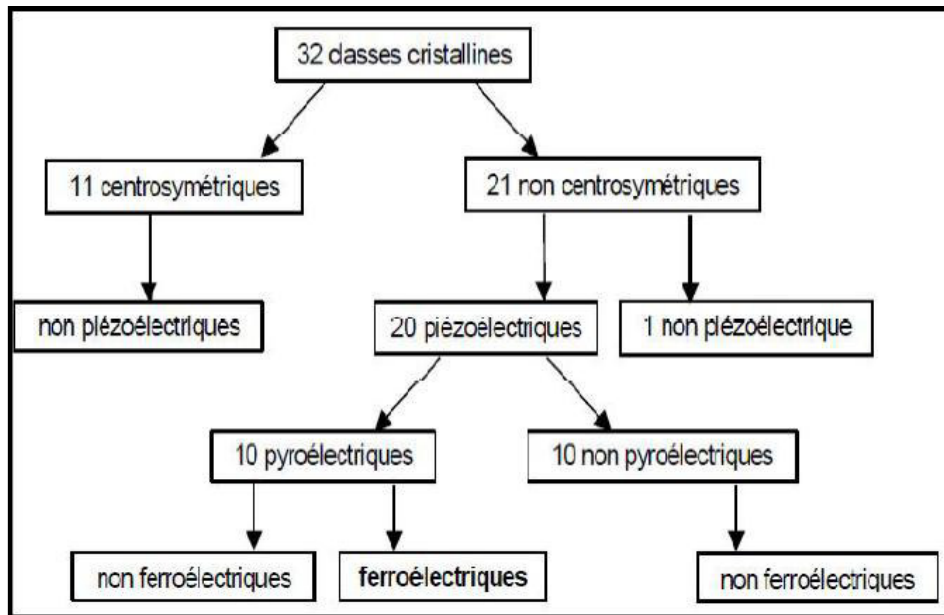 32 classes cristallines
11 centrosymétriques
21 non centrosymétriques
non piézoélectriques
20 piézoélectriques
1 non piézoélectrique
10 pyroélectriques
10 non pyroélectriques
non ferroélectriques
ferroélectriques
non ferroélectriques